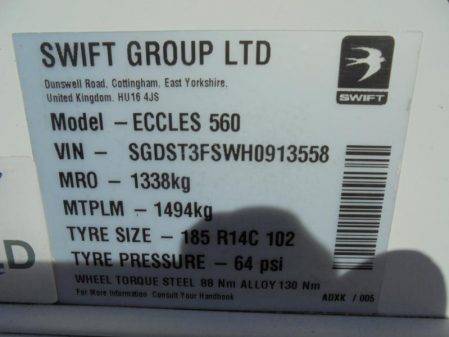 SWIFT GROUP LTD
Dunswell Road, Cottingham, East Yorkshire,
United Kingdom. HU16 4JS
SWIFT
Model - ECCLES 560
VIN - SGDST3FSWH0913558
MRO - 1338kg
MTPLM - 1494kg
TYRE SIZE - 185 R14C 102
TYRE PRESSURE - 64 psi
WHEEL TORQUE STEEL 88 Nm ALLOY 130 Nm
For More Information Consult Your Handbook
ADXK / 005
D